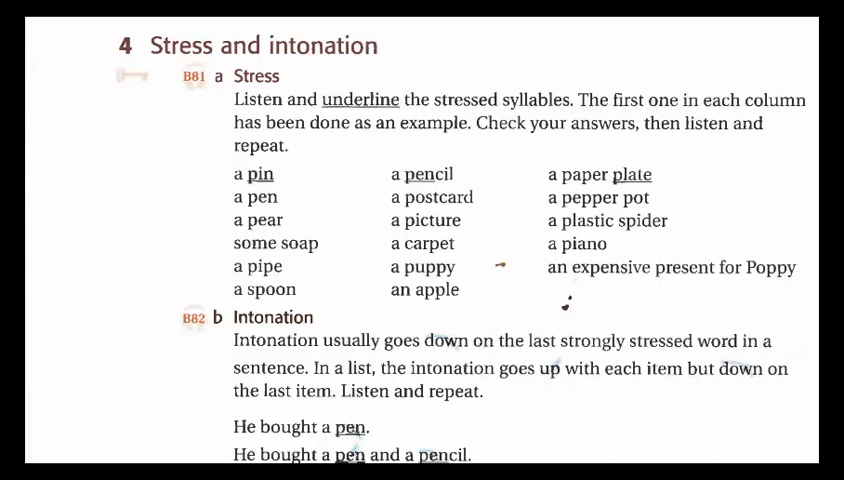 4 Stress and intonation
B81 a Stress
Listen and underline the stressed syllables. The first one in each column
has been done as an example. Check your answers, then listen and
repeat.
a pin a pencil a paper plate
a pen a postcard a pepper pot
a pear a picture a plastic spider
some soap a carpet a piano
a pipe a puppy an expensive present for Poppy
a spoon an apple
B82 b Intonation
Intonation usually goes down on the last strongly stressed word in a
sentence. In a list, the intonation goes up with each item but down on
the last item. Listen and repeat.
He bought a pen.
He bought a pen and a pencil.